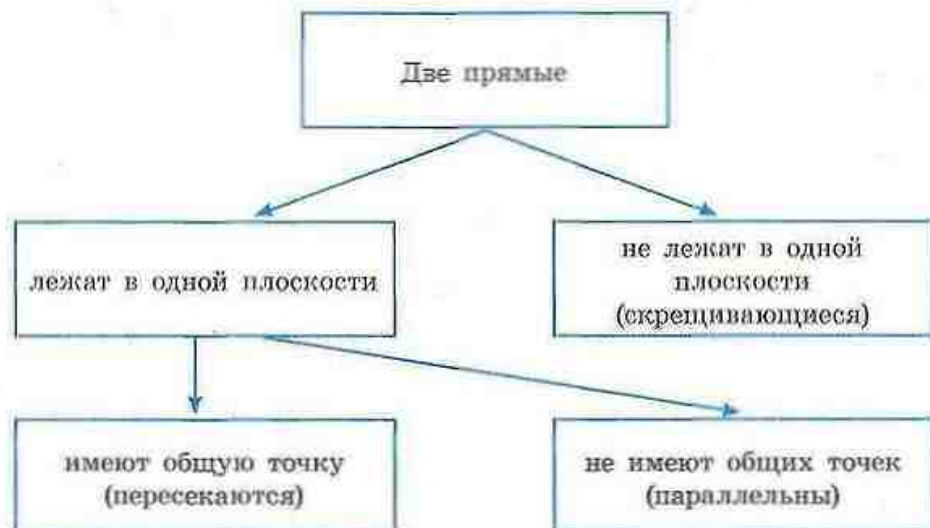 Две прямые
лежат в одной плоскости
не лежат в одной
плоскости
(скрещивающиеся)
имеют общую точку
(пересекаются)
не имеют общих точек
(параллельны)